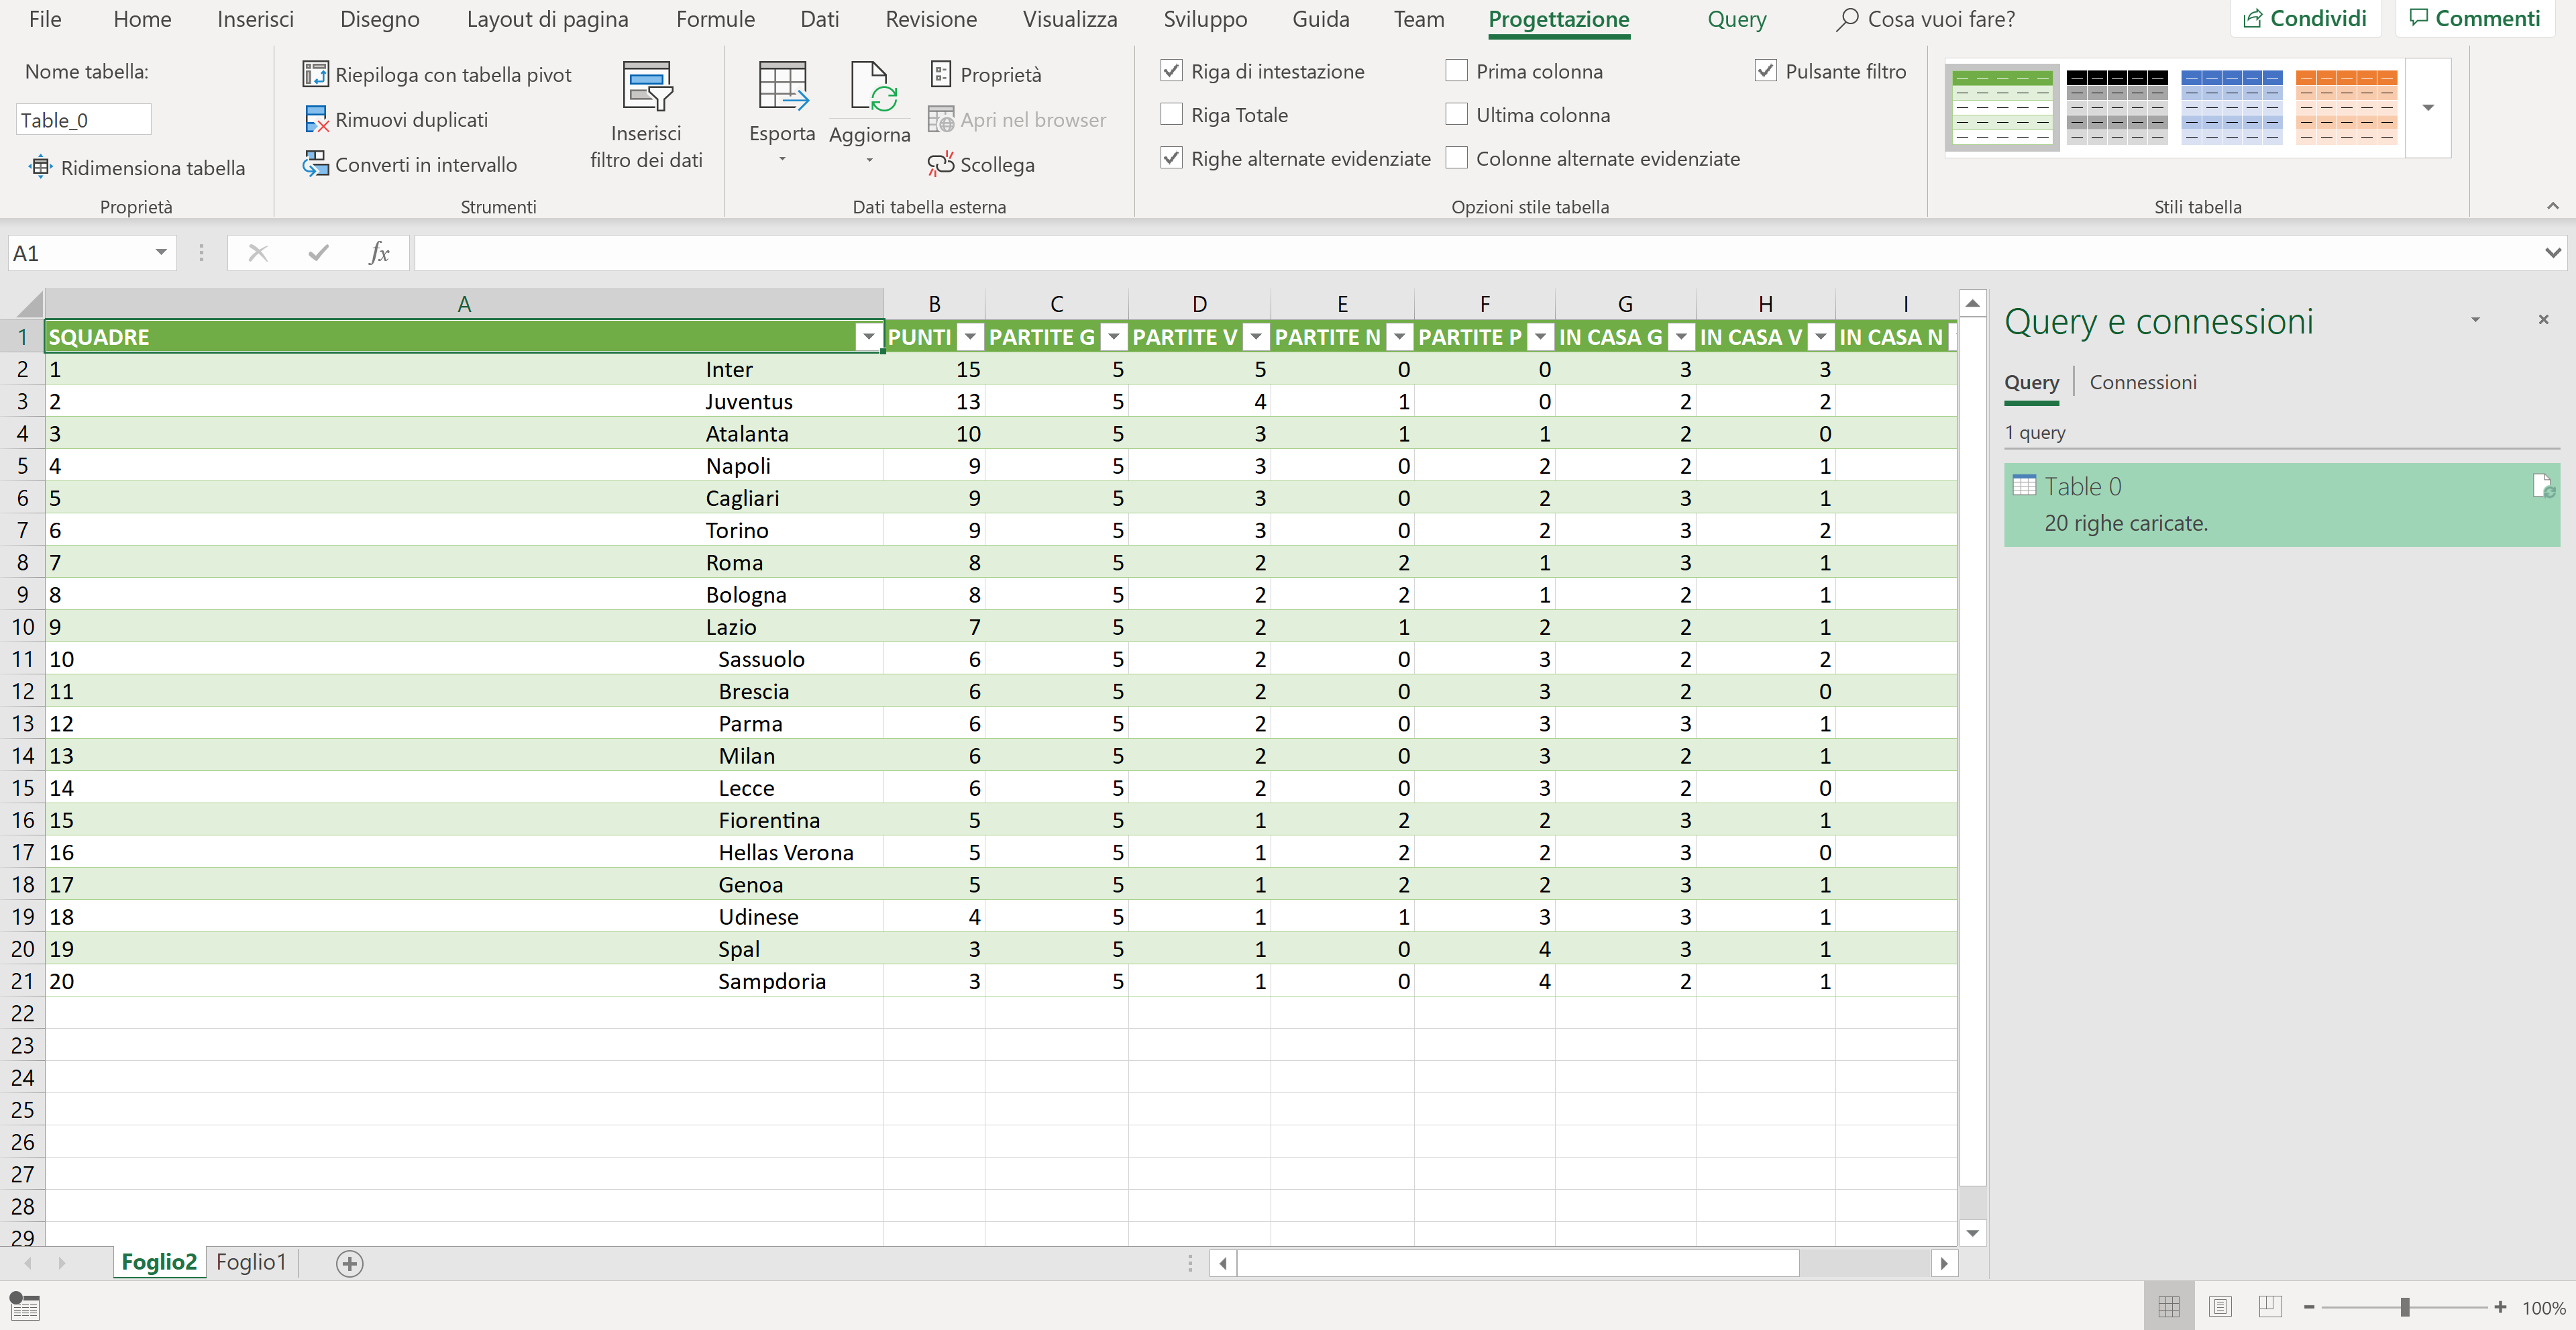 File Home Inserisci Disegno Layout di pagina Formule Dati Revisione Visualizza Sviluppo Guida Team Progettazione Query Cosa vuoi fare? Condividi Commenti
Nome tabella:
Table_0
Ridimensiona tabella
Proprietà
Riepiloga con tabella pivot
Rimuovi duplicati
Converti in intervallo
Inserisci
filtro dei dati
Strumenti
Esporta
Aggiorna
Proprietà
Apri nel browser
Scollega
Dati tabella esterna
Riga di intestazione
Riga Totale
Righe alternate evidenziate
Prima colonna
Ultima colonna
Colonne alternate evidenziate
Pulsante filtro
Opzioni stile tabella
Stili tabella
A1 fx
A B C D E F G H I
1 SQUADRE PUNTI PARTITE G PARTITE V PARTITE N PARTITE P IN CASA G IN CASA V IN CASA N
2 1 Inter 15 5 5 0 0 3 3
3 2 Juventus 13 5 4 1 0 2 2
4 3 Atalanta 10 5 3 1 1 2 0
5 4 Napoli 9 5 3 0 2 2 1
6 5 Cagliari 9 5 3 0 2 3 1
7 6 Torino 9 5 3 0 2 3 2
8 7 Roma 8 5 2 2 1 3 1
9 8 Bologna 8 5 2 2 1 2 1
10 9 Lazio 7 5 2 1 2 2 1
11 10 Sassuolo 6 5 2 0 3 2 2
12 11 Brescia 6 5 2 0 3 2 0
13 12 Parma 6 5 2 0 3 3 1
14 13 Milan 6 5 2 0 3 2 1
15 14 Lecce 6 5 2 0 3 2 0
16 15 Fiorentina 5 5 1 2 2 3 1
17 16 Hellas Verona 5 5 1 2 2 3 0
18 17 Genoa 5 5 1 2 2 3 1
19 18 Udinese 4 5 1 1 3 3 1
20 19 Spal 3 5 1 0 4 3 1
21 20 Sampdoria 3 5 1 0 4 2 1
22
23
24
25
26
27
28
29
Query e connessioni
Query Connessioni
1 query
Table 0
20 righe caricate.
Foglio2 Foglio1
100%